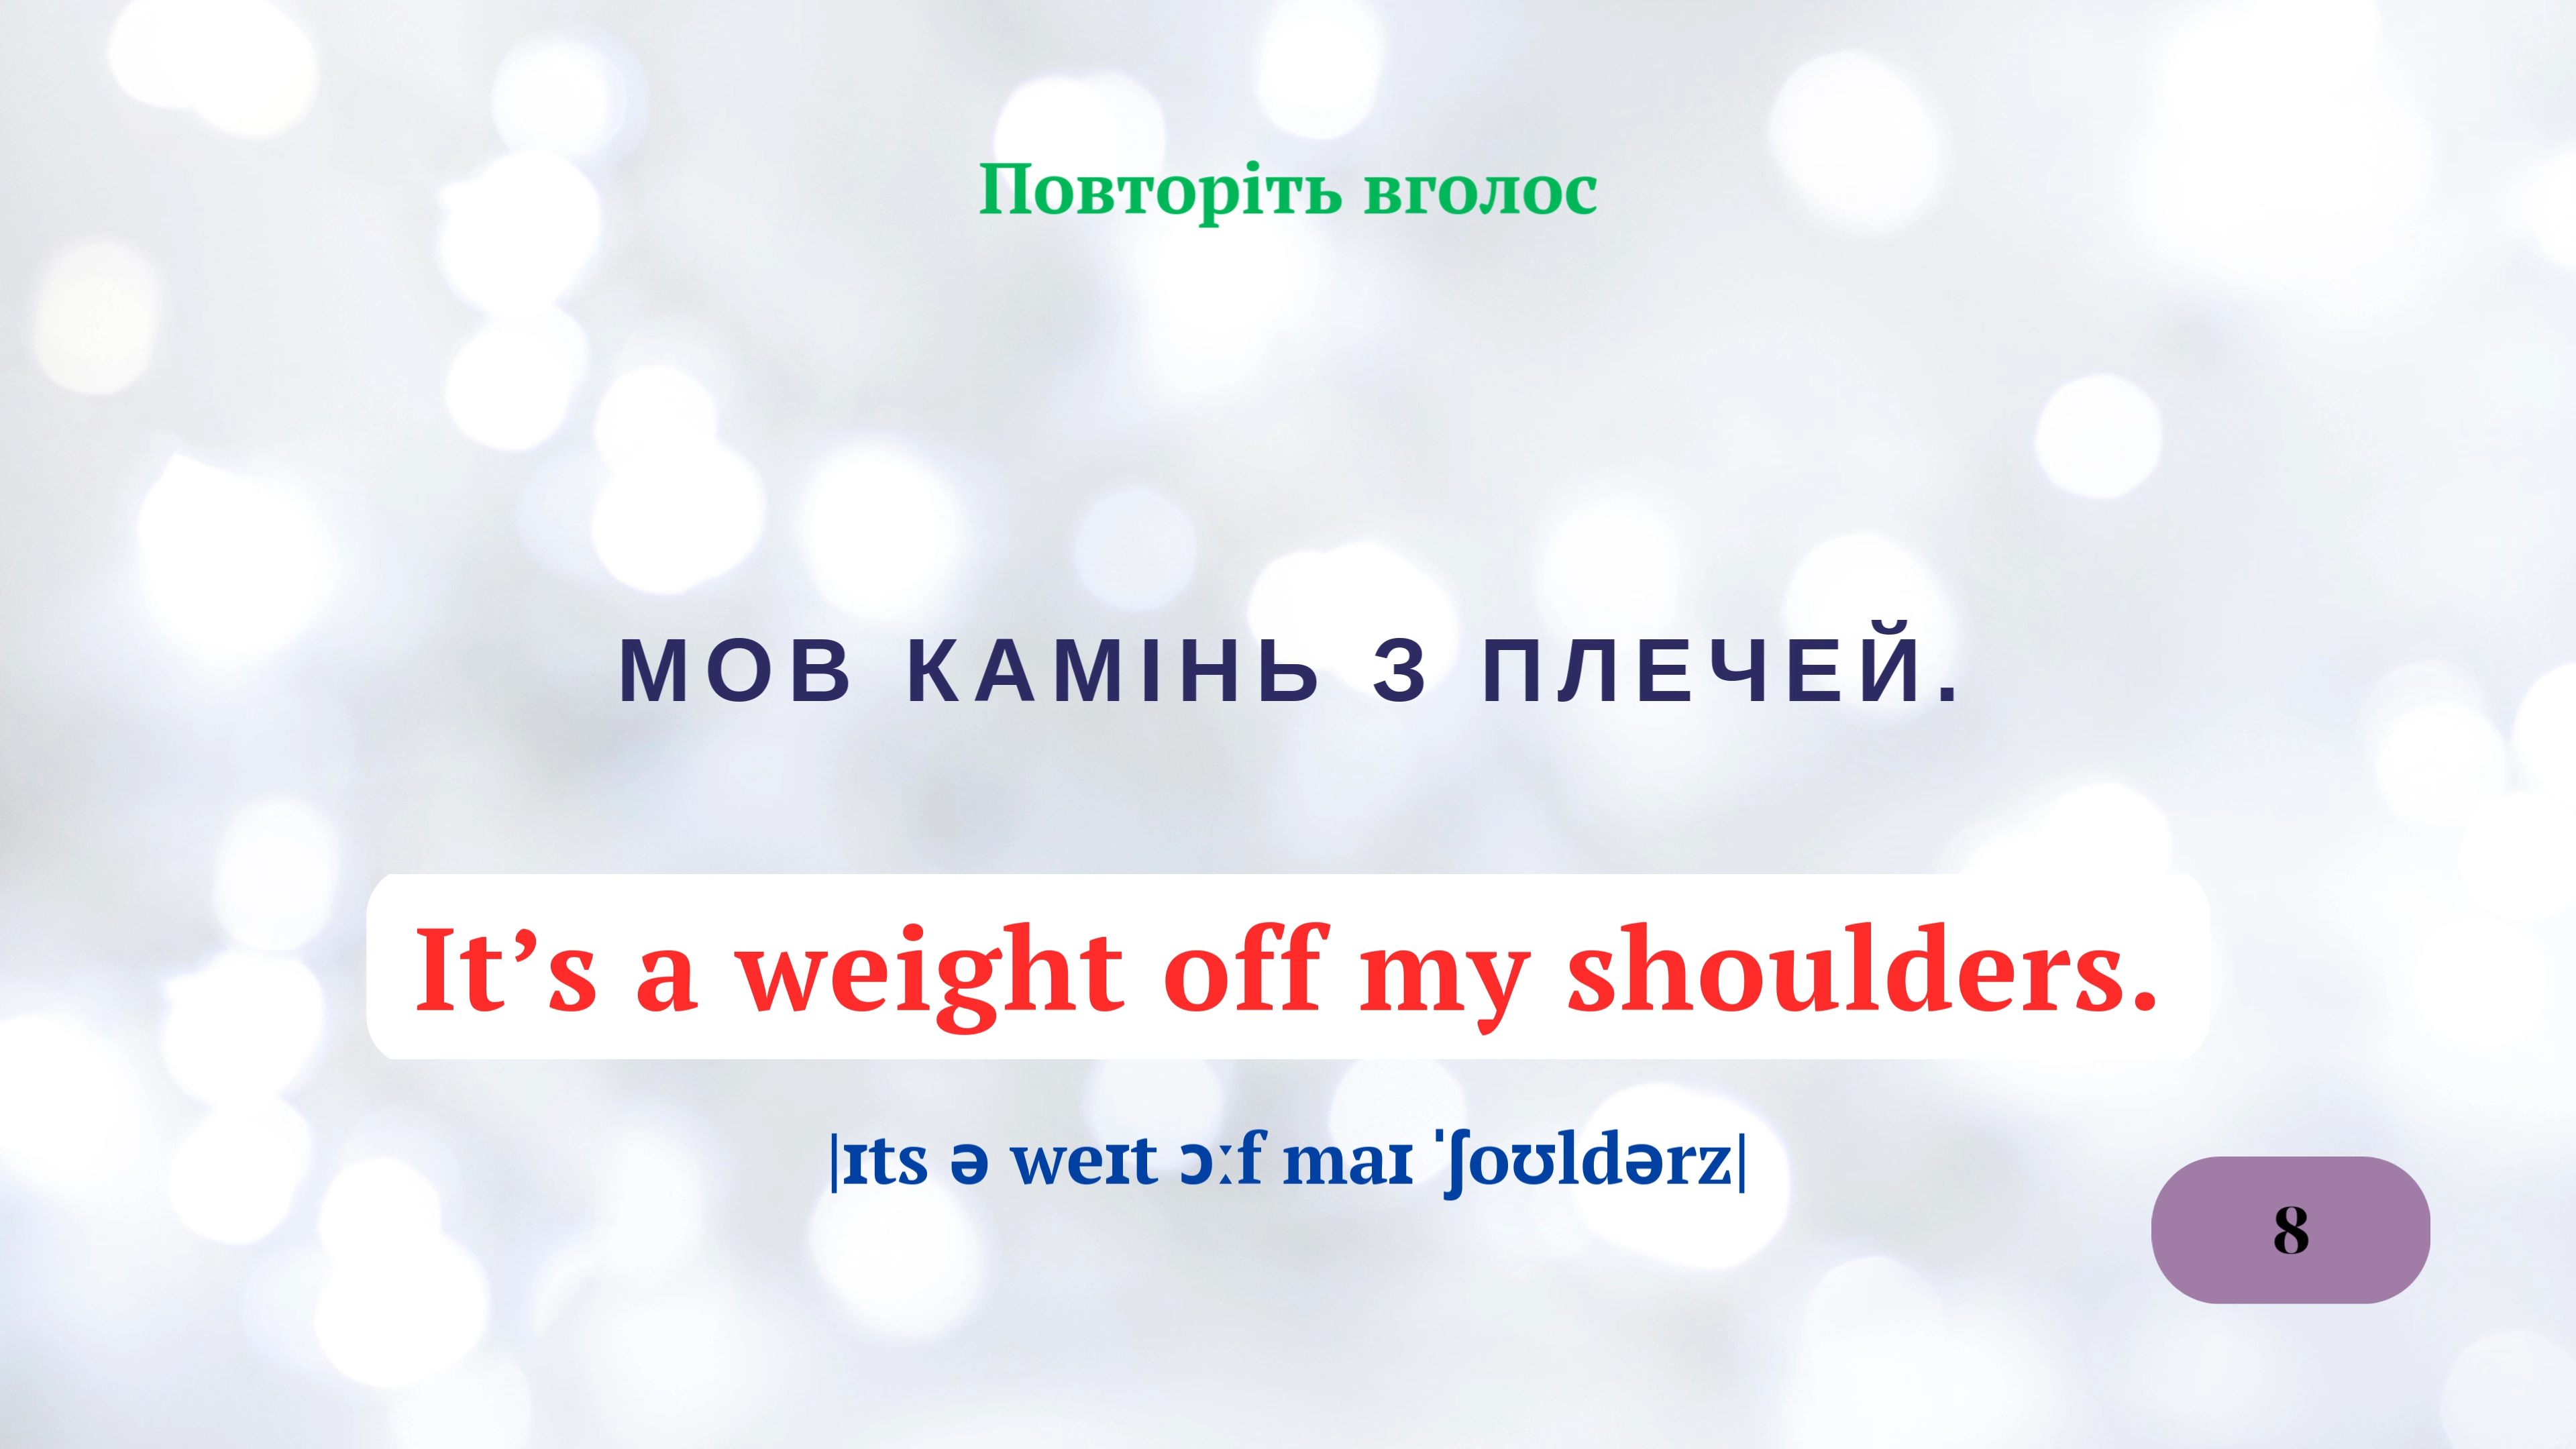 Повторіть вголос
МОВ КАМІНЬ З ПЛЕЧЕЙ.
It’s a weight off my shoulders.
|ɪts ə weɪt ɔːf maɪ ˈʃoʊldərz|
8